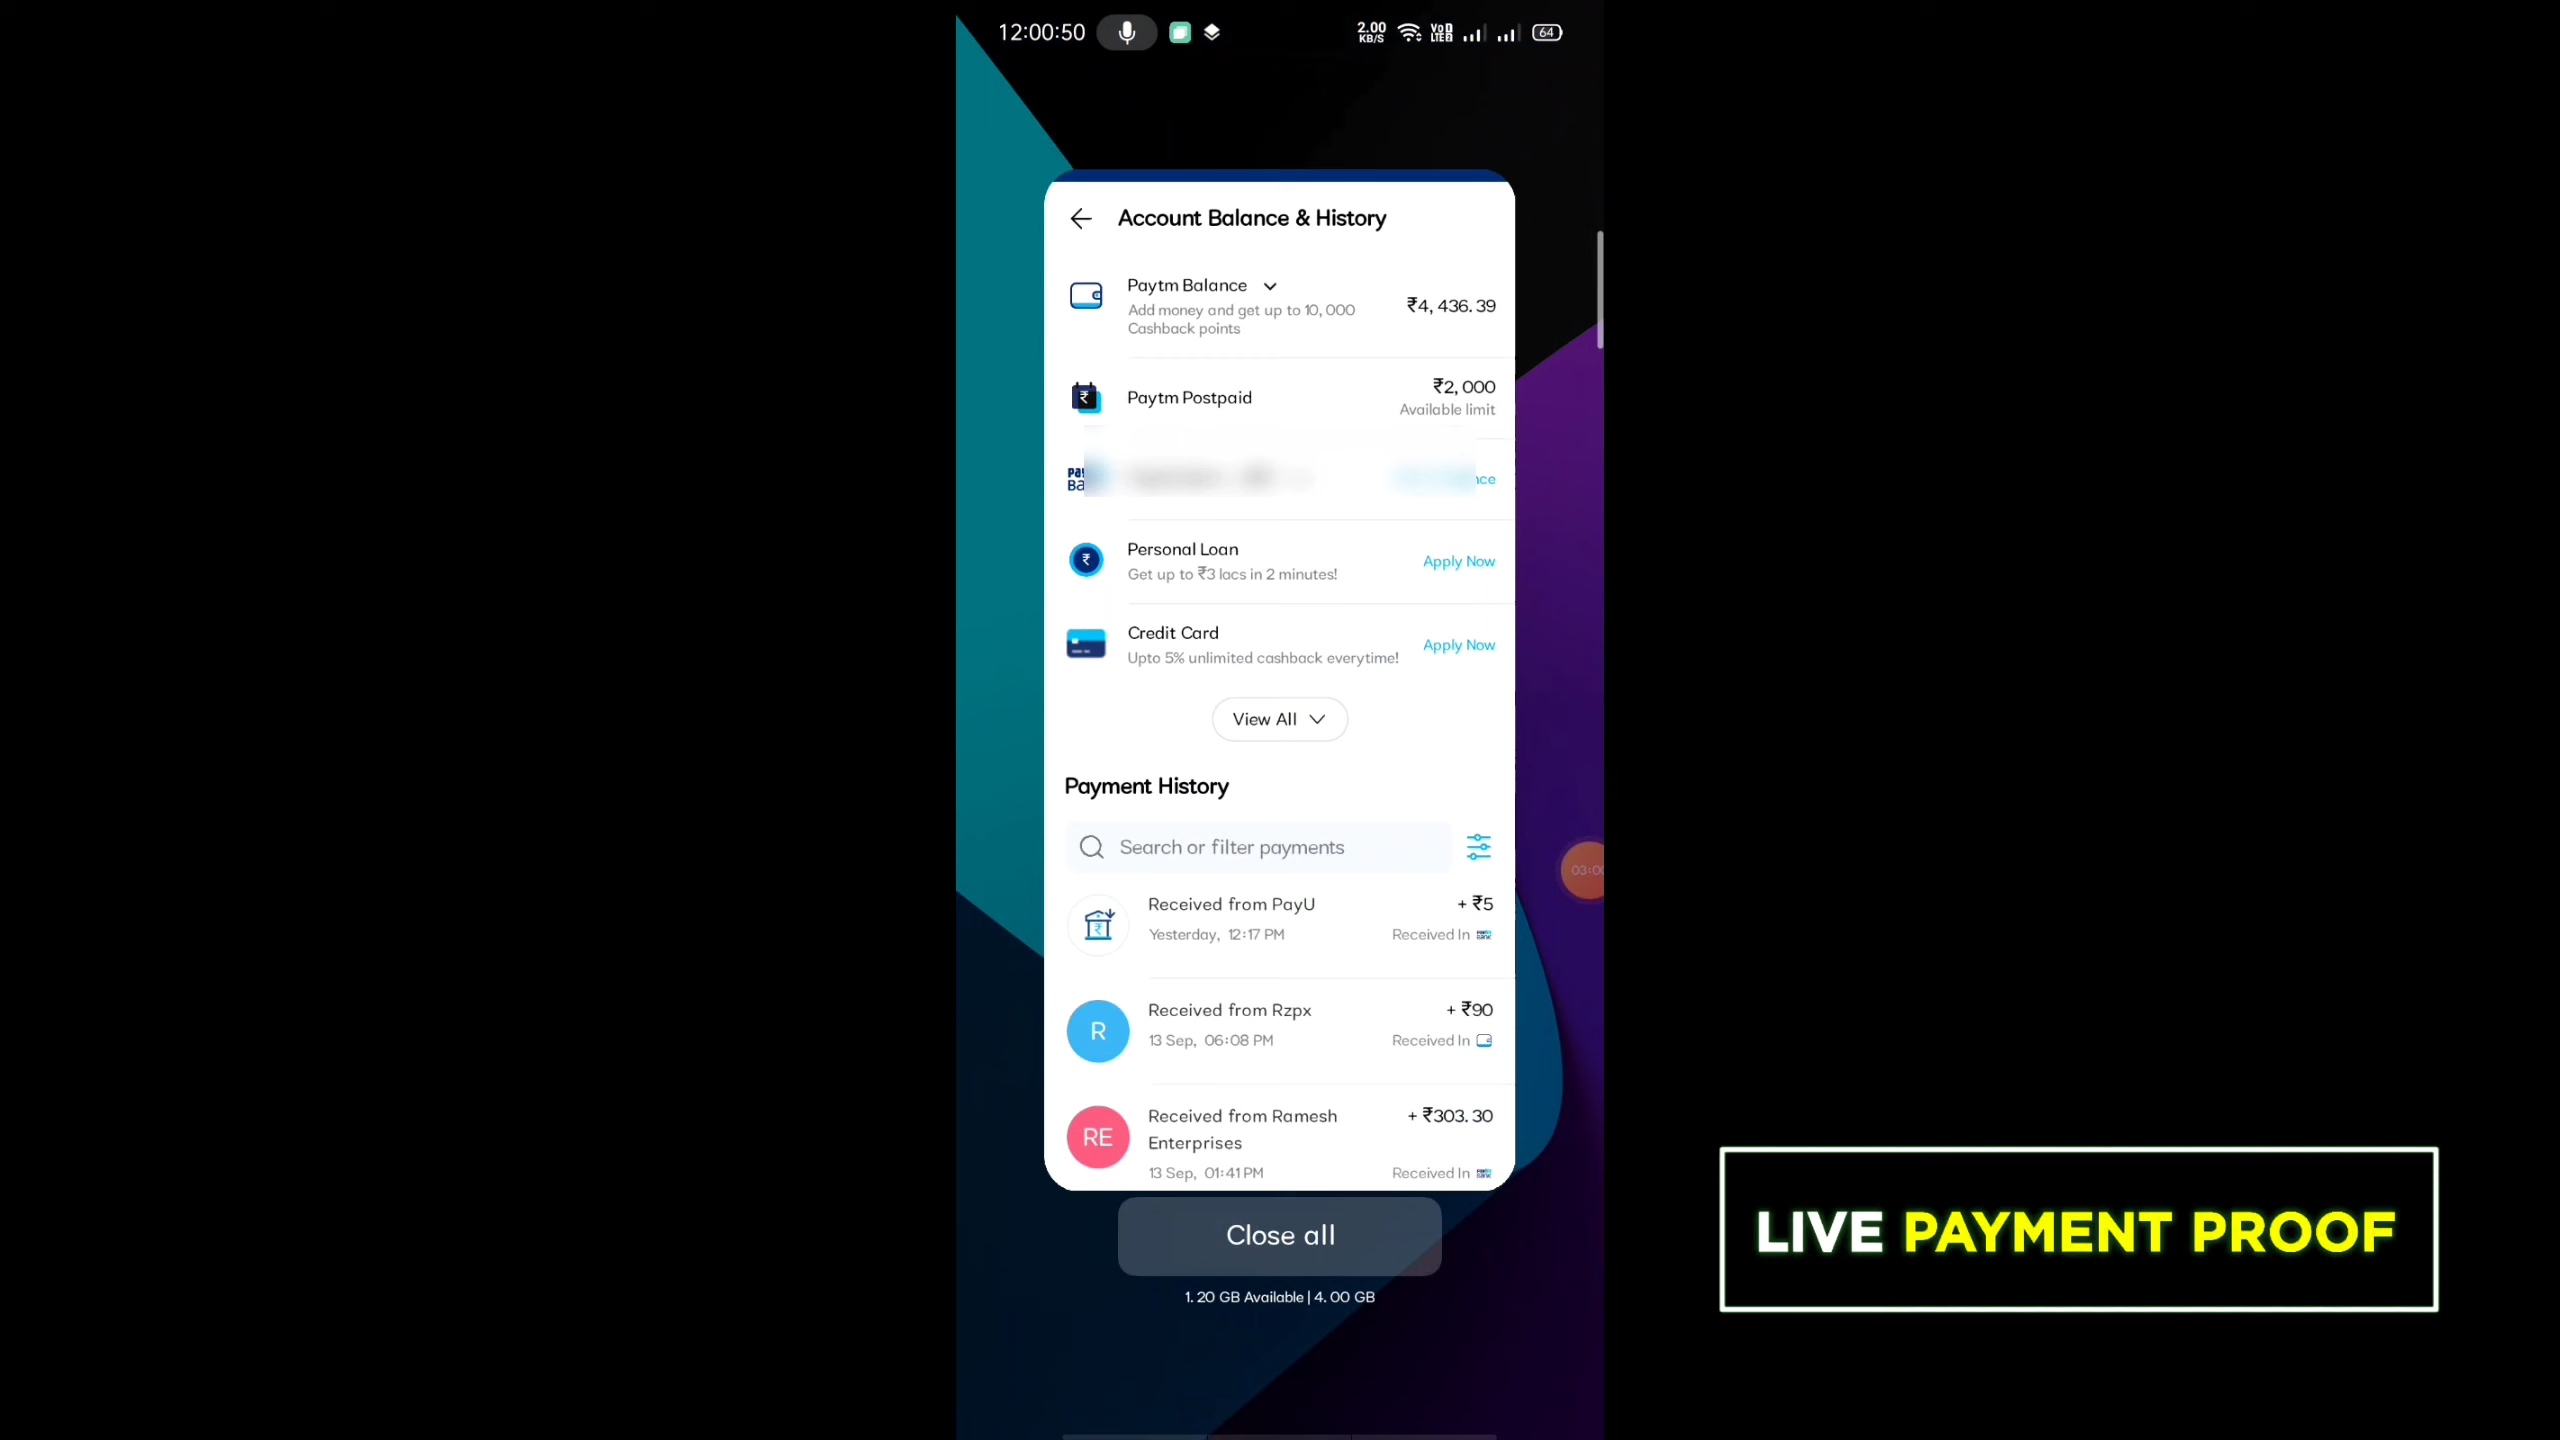 12:00:50
2.00
KB/S
64
Account Balance & History
Paytm Balance
Add money and get up to 10,000
Cashback points
₹4,436.39
Paytm Postpaid
₹2,000
Available limit
Personal Loan
Get up to ₹3 lacs in 2 minutes!
Apply Now
Credit Card
Upto 5% unlimited cashback everytime!
Apply Now
View All
Payment History
Search or filter payments
Received from PayU
+ ₹5
Yesterday, 12:17 PM
Received In
R
Received from Rzpx
+ ₹90
13 Sep, 06:08 PM
Received In
RE
Received from Ramesh
Enterprises
+ ₹303.30
13 Sep, 01:41 PM
Received In
Close all
1.20 GB Available | 4.00 GB
LIVE PAYMENT PROOF